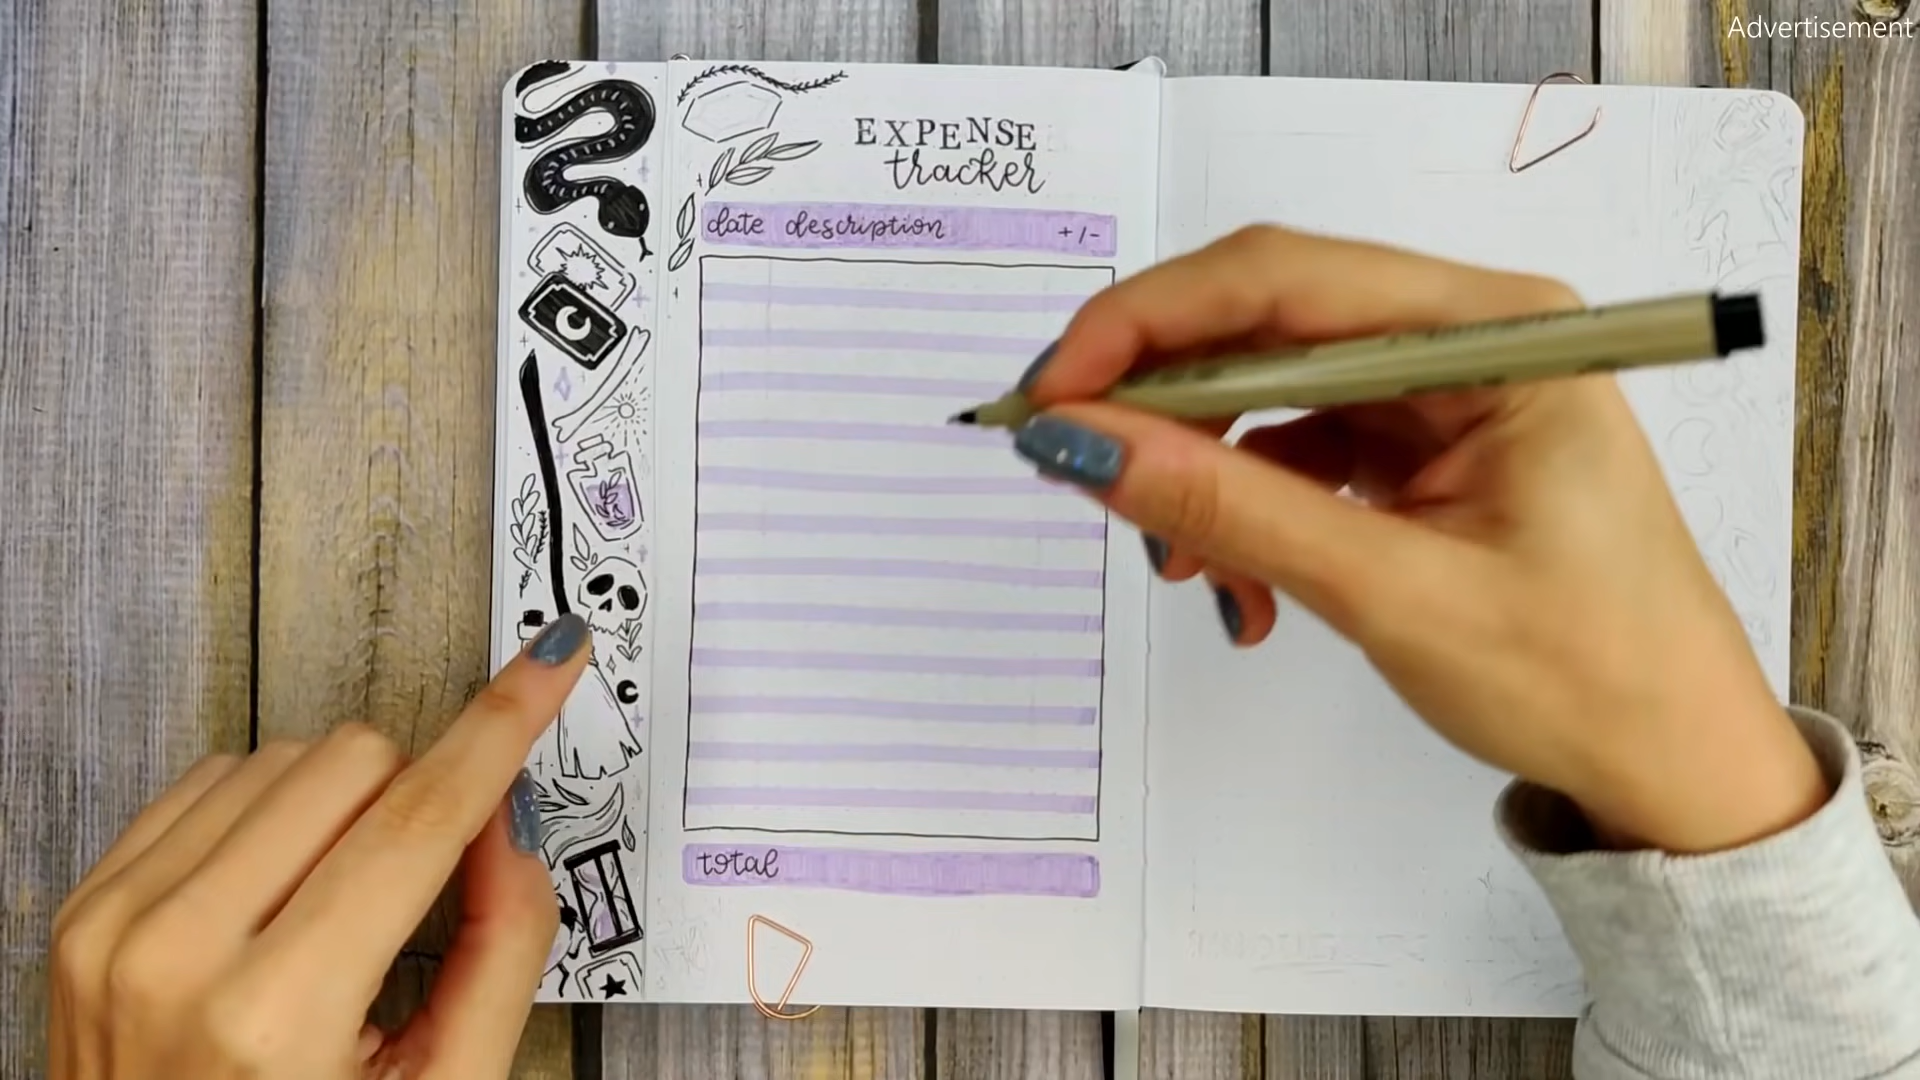 Advertisement
EXPENSE
tracker
date description +/-
total